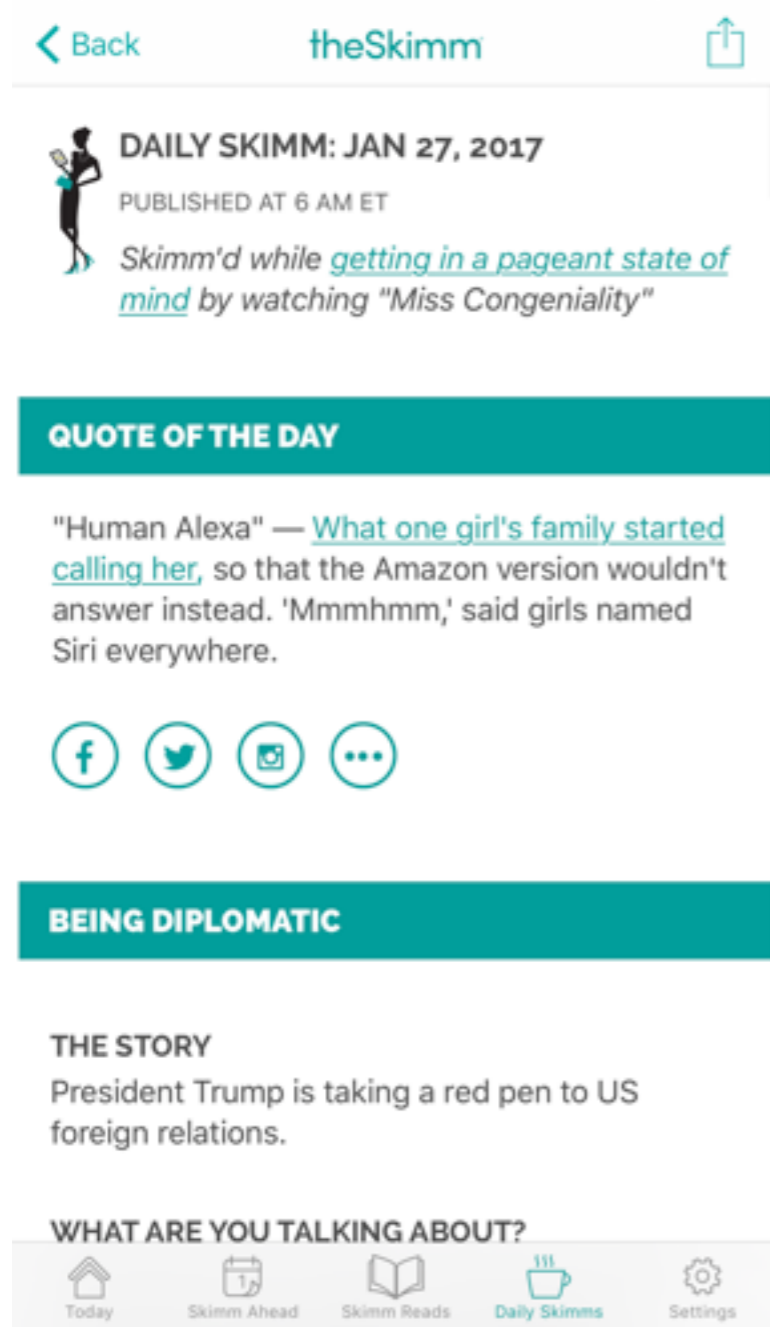 Back
theSkimm
DAILY SKIMM: JAN 27, 2017
PUBLISHED AT 6 AM ET
Skimm'd while getting in a pageant state of
mind by watching "Miss Congeniality"
QUOTE OF THE DAY
"Human Alexa" — What one girl's family started
calling her, so that the Amazon version wouldn't
answer instead. 'Mmmhmm,' said girls named
Siri everywhere.
BEING DIPLOMATIC
THE STORY
President Trump is taking a red pen to US
foreign relations.
WHAT ARE YOU TALKING ABOUT?
Today
Skimm Ahead
Skimm Reads
Daily Skimms
Settings